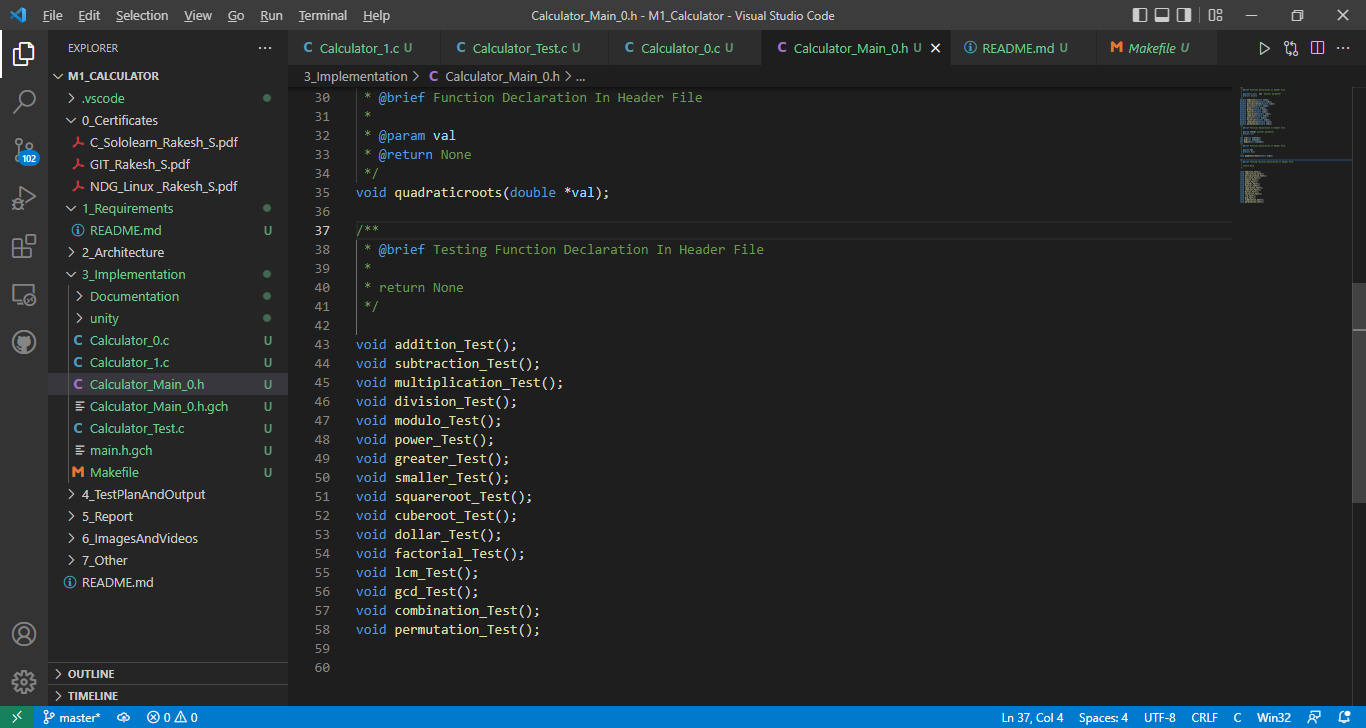 File Edit Selection View Go Run Terminal Help
Calculator_Main_0.h - M1_Calculator - Visual Studio Code
EXPLORER
M1_CALCULATOR
.vscode
0_Certificates
C_Sololearn_Rakesh_S.pdf
GIT_Rakesh_S.pdf
NDG_Linux _Rakesh_S.pdf
1_Requirements
README.md U
2_Architecture
3_Implementation
Documentation
unity
Calculator_0.c U
Calculator_1.c U
Calculator_Main_0.h U
Calculator_Main_0.h.gch U
Calculator_Test.c U
main.h.gch U
Makefile U
4_TestPlanAndOutput
5_Report
6_ImagesAndVideos
7_Other
README.md
OUTLINE
TIMELINE
102
C Calculator_1.c U
C Calculator_Test.c U
C Calculator_0.c U
C Calculator_Main_0.h U
README.md U
M Makefile U
3_Implementation > C Calculator_Main_0.h > ...
30 * @brief Function Declaration In Header File
31 *
32 * @param val
33 * @return None
34 */
35 void quadraticroots(double *val);
36
37 /**
38 * @brief Testing Function Declaration In Header File
39 *
40 * return None
41 */
42
43 void addition_Test();
44 void subtraction_Test();
45 void multiplication_Test();
46 void division_Test();
47 void modulo_Test();
48 void power_Test();
49 void greater_Test();
50 void smaller_Test();
51 void squareroot_Test();
52 void cuberoot_Test();
53 void dollar_Test();
54 void factorial_Test();
55 void lcm_Test();
56 void gcd_Test();
57 void combination_Test();
58 void permutation_Test();
59
60
master* 0 0
Ln 37, Col 4 Spaces: 4 UTF-8 CRLF C Win32